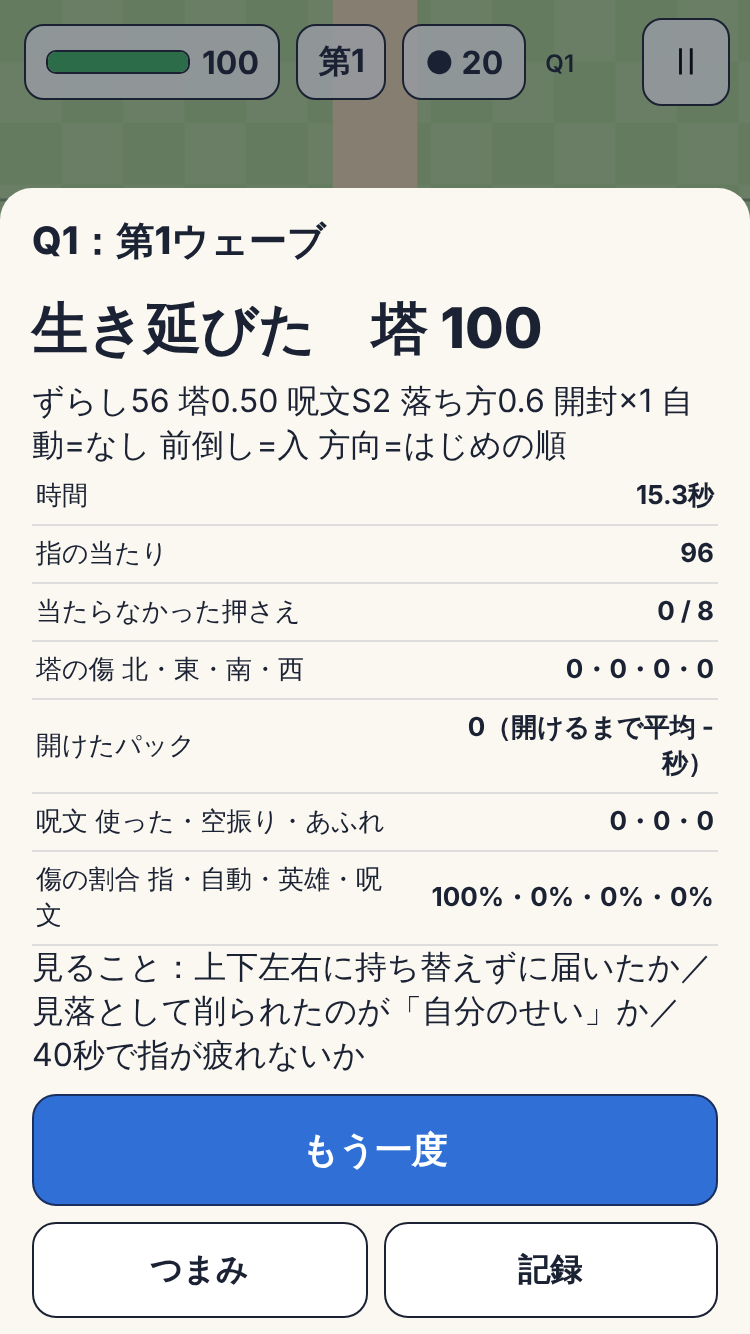 100 第1 20 Q1
Q1：第1ウェーブ
生き延びた　塔 100
ずらし56 塔0.50 呪文S2 落ち方0.6 開封×1 自
動=なし 前倒し=入 方向=はじめの順
時間 15.3秒
指の当たり 96
当たらなかった押さえ 0 / 8
塔の傷 北・東・南・西 0・0・0・0
開けたパック 0（開けるまで平均 -
秒）
呪文 使った・空振り・あふれ 0・0・0
傷の割合 指・自動・英雄・呪
文 100%・0%・0%・0%
見ること：上下左右に持ち替えずに届いたか／
見落として削られたのが「自分のせい」か／
40秒で指が疲れないか
もう一度
つまみ 記録